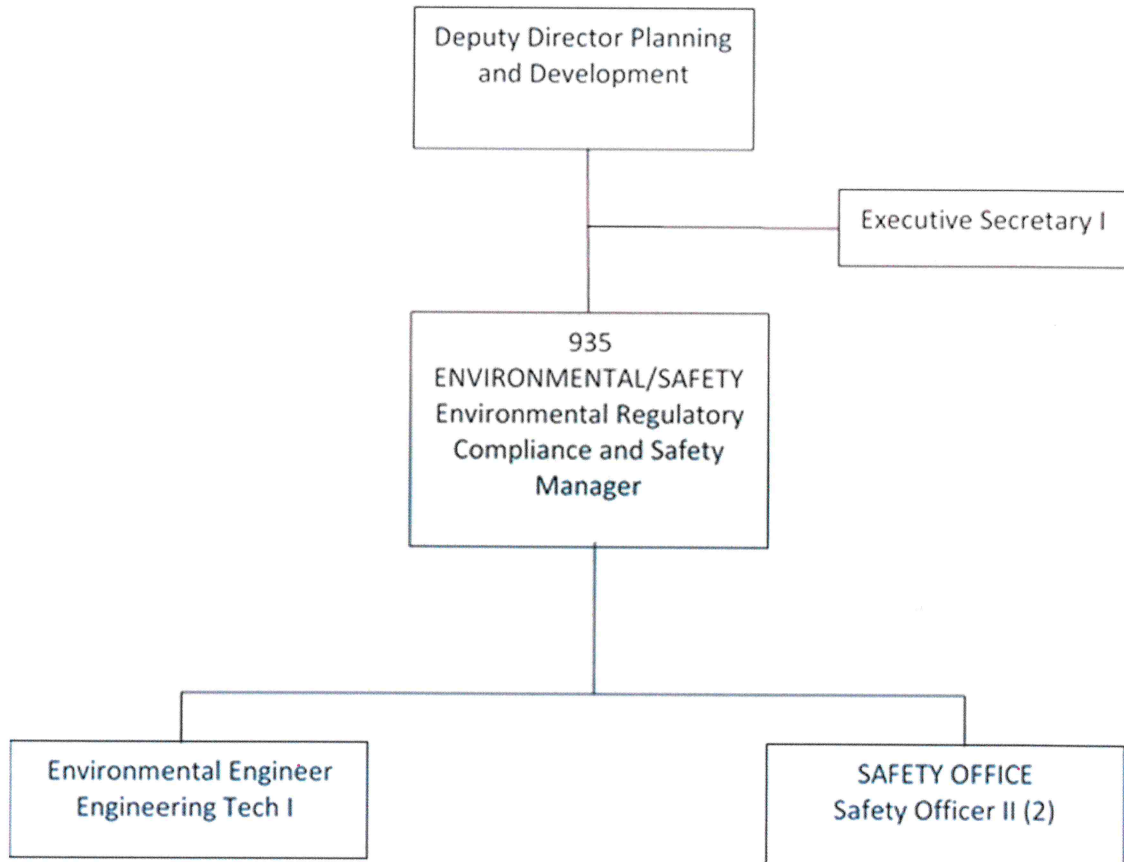 Deputy Director Planning
and Development
Executive Secretary I
935
ENVIRONMENTAL/SAFETY
Environmental Regulatory
Compliance and Safety
Manager
Environmental Engineer
Engineering Tech I
SAFETY OFFICE
Safety Officer II (2)